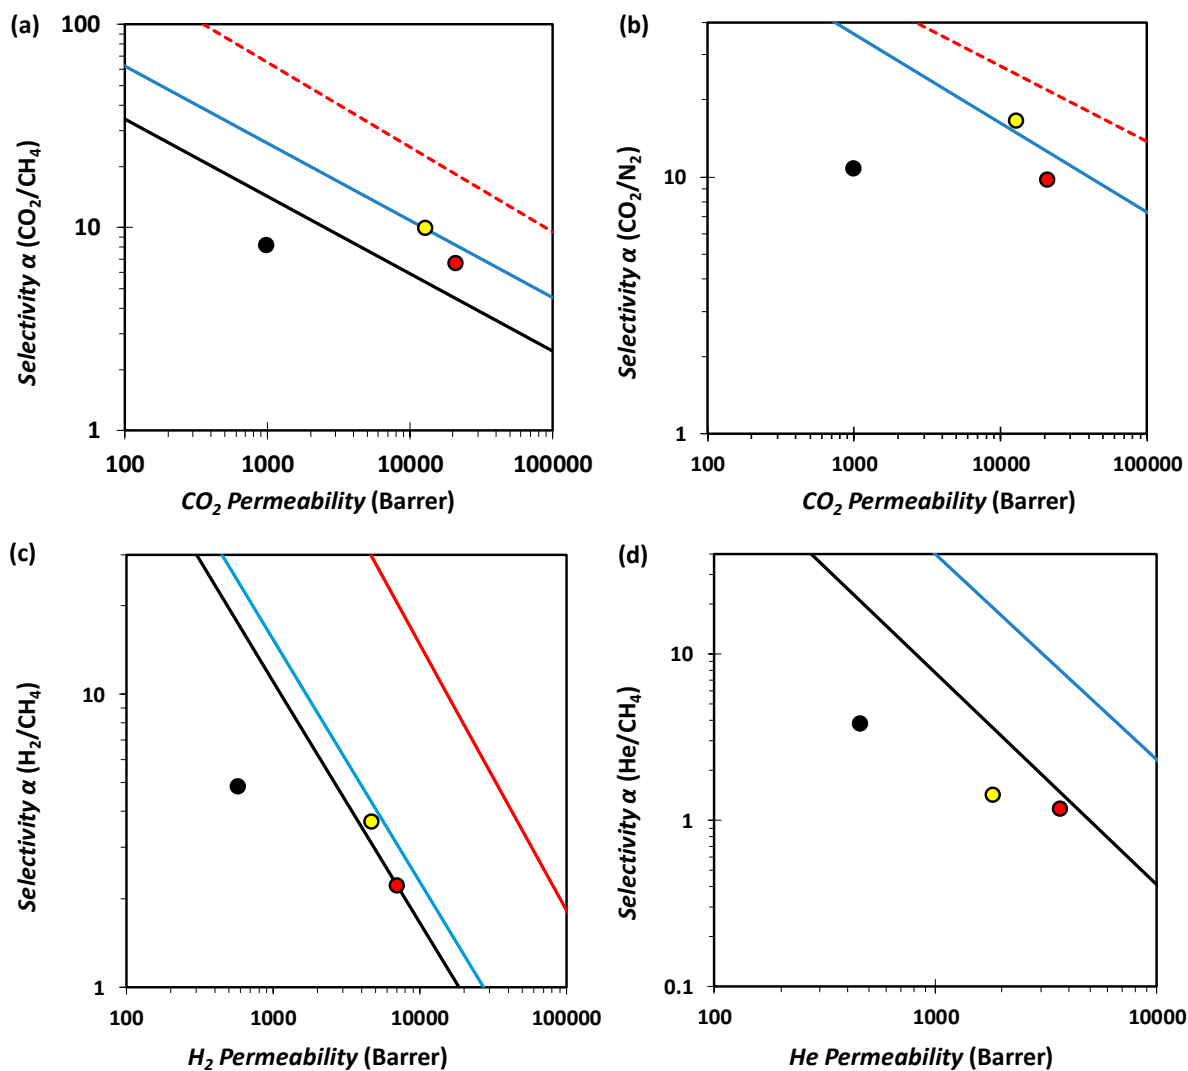 (a)
100
10
1
Selectivity α (CO2/CH4)
100 1000 10000 100000
CO2 Permeability (Barrer)
(b)
10
1
Selectivity α (CO2/N2)
100 1000 10000 100000
CO2 Permeability (Barrer)
(c)
10
1
Selectivity α (H2/CH4)
100 1000 10000 100000
H2 Permeability (Barrer)
(d)
10
1
0.1
Selectivity α (He/CH4)
100 1000 10000
He Permeability (Barrer)